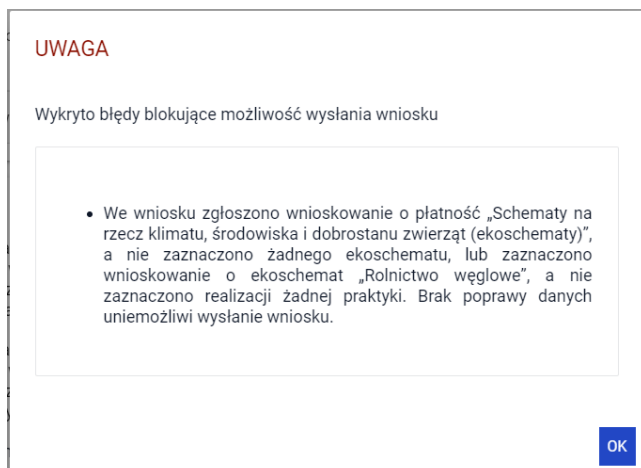 UWAGA
Wykryto błędy blokujące możliwość wysłania wniosku
• We wniosku zgłoszono wnioskowanie o płatność „Schematy na
rzecz klimatu, środowiska i dobrostanu zwierząt (ekoschematy)”,
a nie zaznaczono żadnego ekoschematu, lub zaznaczono
wnioskowanie o ekoschemat „Rolnictwo węglowe”, a nie
zaznaczono realizacji żadnej praktyki. Brak poprawy danych
uniemożliwi wysłanie wniosku.
OK